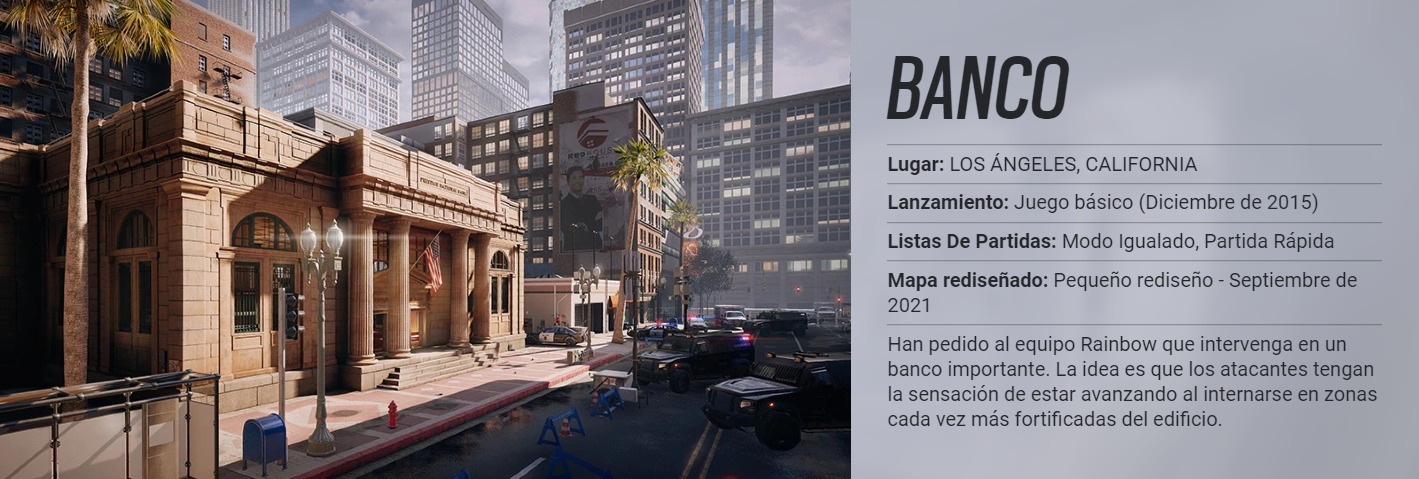 BANCO
Lugar: LOS ÁNGELES, CALIFORNIA
Lanzamiento: Juego básico (Diciembre de 2015)
Listas De Partidas: Modo Igualado, Partida Rápida
Mapa rediseñado: Pequeño rediseño - Septiembre de
2021
Han pedido al equipo Rainbow que intervenga en un
banco importante. La idea es que los atacantes tengan
la sensación de estar avanzando al internarse en zonas
cada vez más fortificadas del edificio.